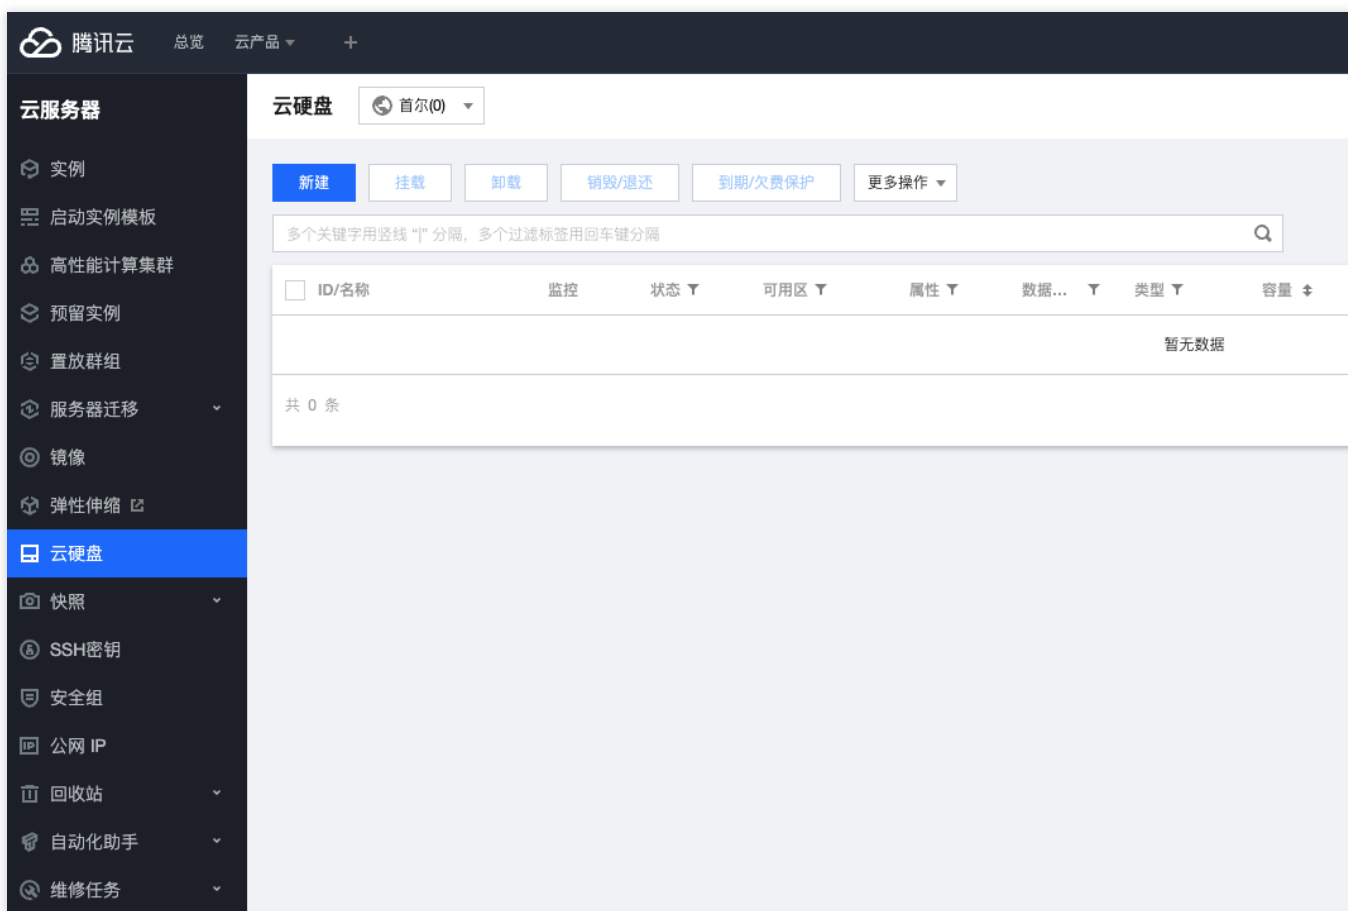 腾讯云 总览 云产品 +
云服务器
实例
启动实例模板
高性能计算集群
预留实例
置放群组
服务器迁移
镜像
弹性伸缩
云硬盘
快照
SSH密钥
安全组
公网 IP
回收站
自动化助手
维修任务
云硬盘 首尔(0)
新建 挂载 卸载 销毁/退还 到期/欠费保护 更多操作
多个关键字用竖线 “|” 分隔，多个过滤标签用回车键分隔
ID/名称 监控 状态 可用区 属性 数据... 类型 容量
暂无数据
共 0 条